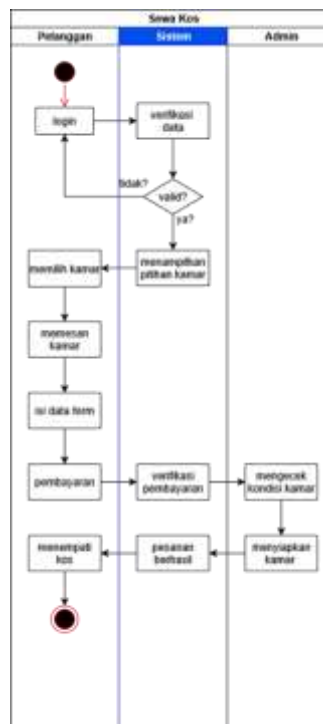 Sewa Kos
Pelanggan
Sistem
Admin
login
verifikasi
data
tidak?
valid?
ya?
menampilkan
pilihan kamar
memilih kamar
memesan
kamar
isi data form
pembayaran
verifikasi
pembayaran
mengecek
kondisi kamar
menyiapkan
kamar
pesanan
berhasil
menempati
kos